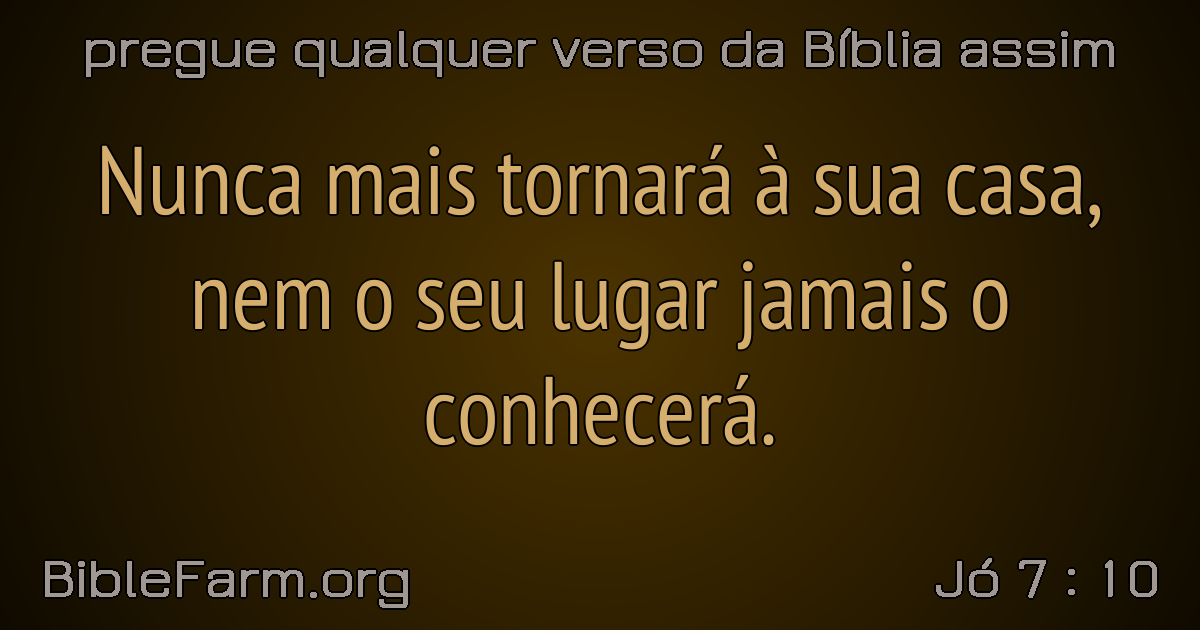 pregue qualquer verso da Bíblia assim
Nunca mais tornará à sua casa,
nem o seu lugar jamais o
conhecerá.
BibleFarm.org
Jó 7 : 10